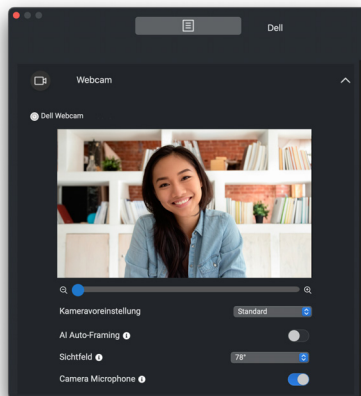 Dell
Webcam
Dell Webcam
Kameravoreinstellung
Standard
AI Auto-Framing
Sichtfeld
78°
Camera Microphone